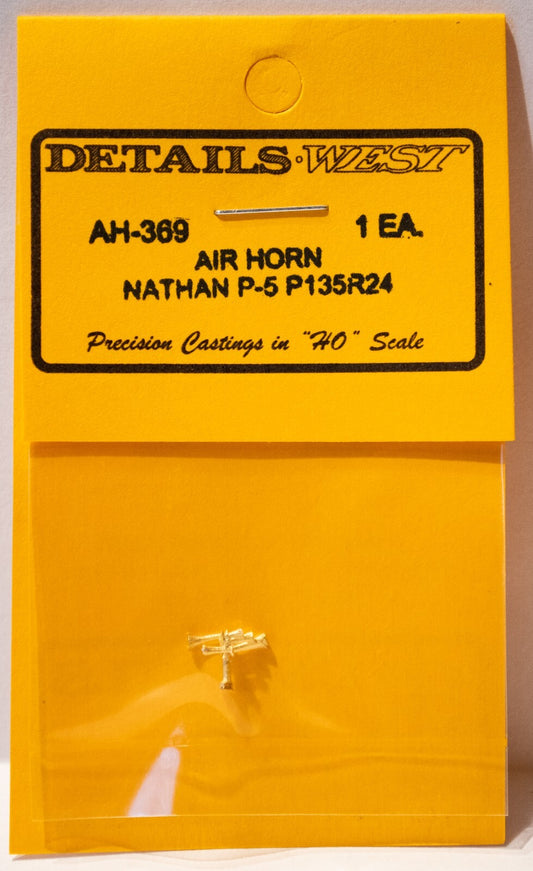 DETAILS·WEST
AH-369 1 EA.
AIR HORN
NATHAN P-5 P135R24
Precision Castings in "HO" Scale